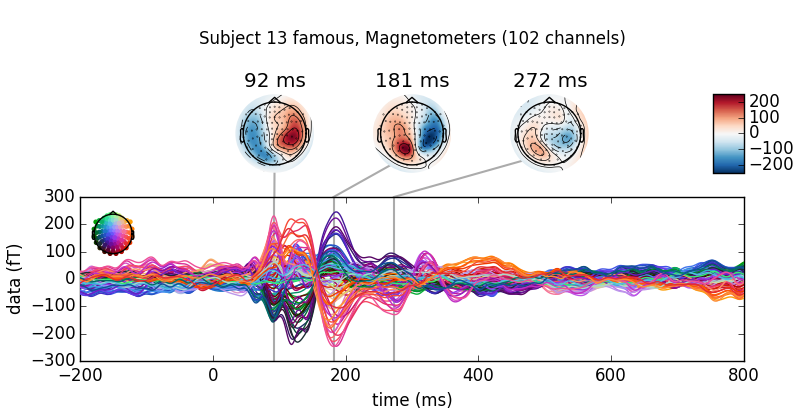 Subject 13 famous, Magnetometers (102 channels)
92 ms 181 ms 272 ms
200
100
0
−100
−200
300
200
100
0
−100
−200
−300
data (fT)
−200 0 200 400 600 800
time (ms)